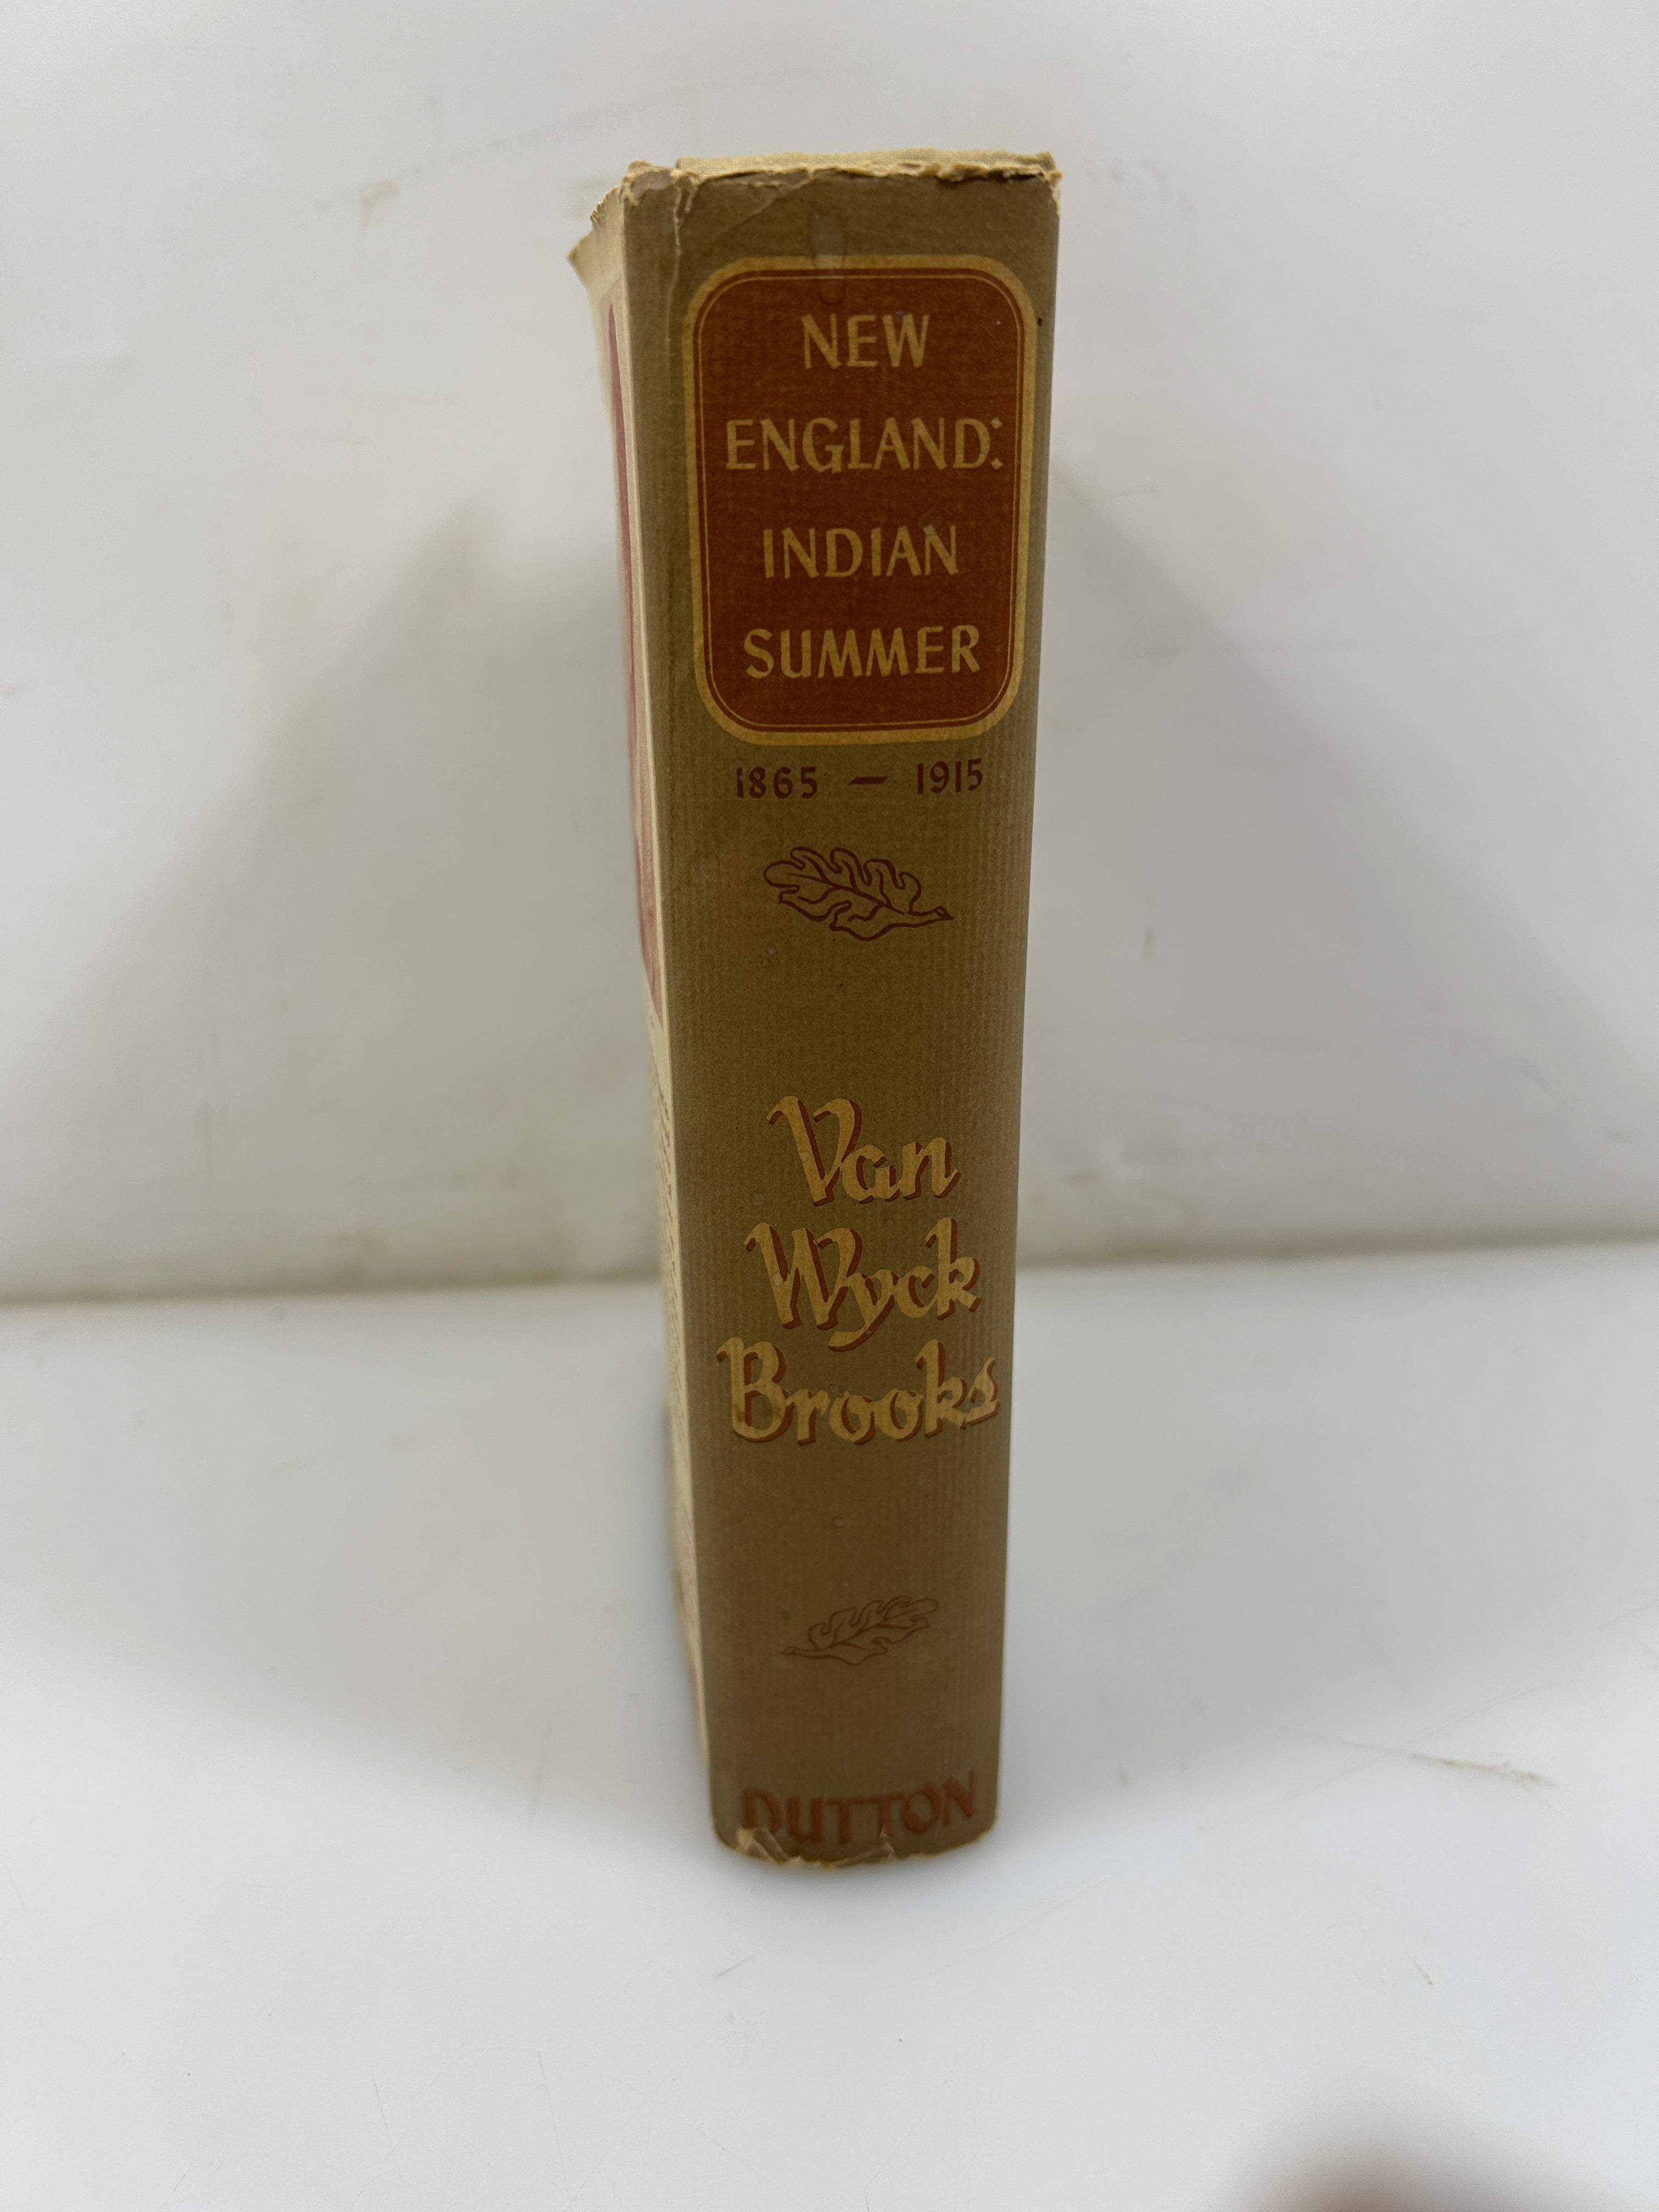 NEW
ENGLAND:
INDIAN
SUMMER
1865 — 1915
Van
Wyck
Brooks
DUTTON